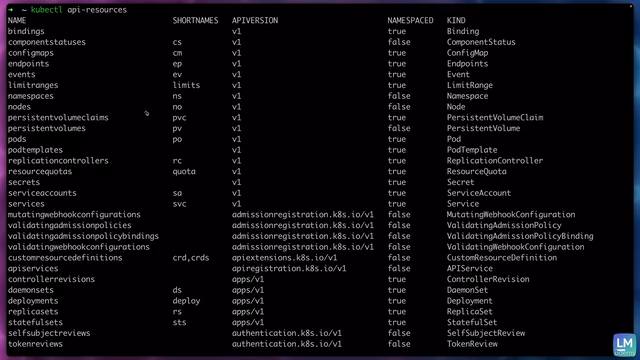 ➜ ~ kubectl api-resources
NAME SHORTNAMES APIVERSION NAMESPACED KIND
bindings v1 true Binding
componentstatuses cs v1 false ComponentStatus
configmaps cm v1 true ConfigMap
endpoints ep v1 true Endpoints
events ev v1 true Event
limitranges limits v1 true LimitRange
namespaces ns v1 false Namespace
nodes no v1 false Node
persistentvolumeclaims pvc v1 true PersistentVolumeClaim
persistentvolumes pv v1 false PersistentVolume
pods po v1 true Pod
podtemplates v1 true PodTemplate
replicationcontrollers rc v1 true ReplicationController
resourcequotas quota v1 true ResourceQuota
secrets v1 true Secret
serviceaccounts sa v1 true ServiceAccount
services svc v1 true Service
mutatingwebhookconfigurations admissionregistration.k8s.io/v1 false MutatingWebhookConfiguration
validatingadmissionpolicies admissionregistration.k8s.io/v1 false ValidatingAdmissionPolicy
validatingadmissionpolicybindings admissionregistration.k8s.io/v1 false ValidatingAdmissionPolicyBinding
validatingwebhookconfigurations admissionregistration.k8s.io/v1 false ValidatingWebhookConfiguration
customresourcedefinitions crd,crds apiextensions.k8s.io/v1 false CustomResourceDefinition
apiservices apiregistration.k8s.io/v1 false APIService
controllerrevisions apps/v1 true ControllerRevision
daemonsets ds apps/v1 true DaemonSet
deployments deploy apps/v1 true Deployment
replicasets rs apps/v1 true ReplicaSet
statefulsets sts apps/v1 true StatefulSet
selfsubjectreviews authentication.k8s.io/v1 false SelfSubjectReview
tokenreviews authentication.k8s.io/v1 false TokenReview
LM